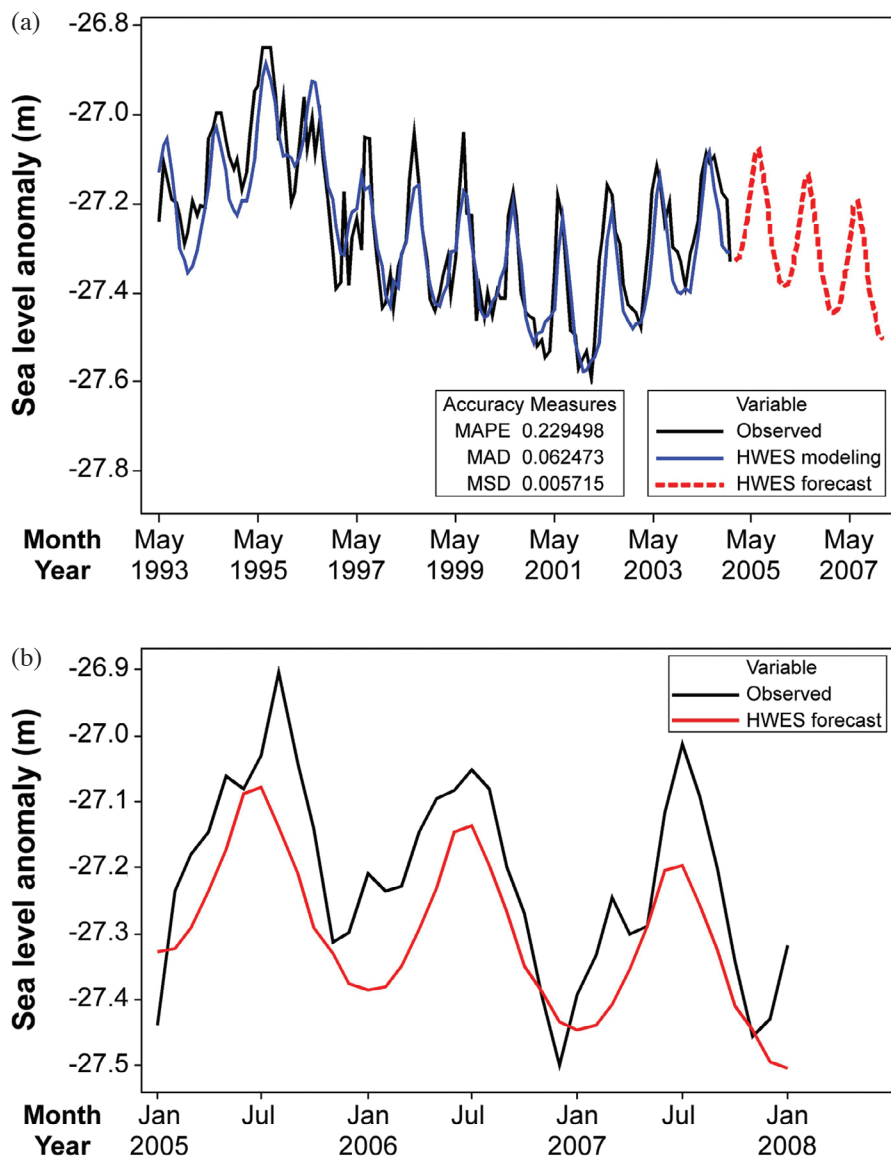 (a)
Sea level anomaly (m)
-26.8
-27.0
-27.2
-27.4
-27.6
-27.8
Accuracy Measures
MAPE 0.229498
MAD 0.062473
MSD 0.005715
Variable
Observed
HWES modeling
HWES forecast
Month May May May May May May May May
Year 1993 1995 1997 1999 2001 2003 2005 2007
(b)
Sea level anomaly (m)
-26.9
-27.0
-27.1
-27.2
-27.3
-27.4
-27.5
Variable
Observed
HWES forecast
Month Jan Jul Jan Jul Jan Jul Jan
Year 2005 2006 2007 2008